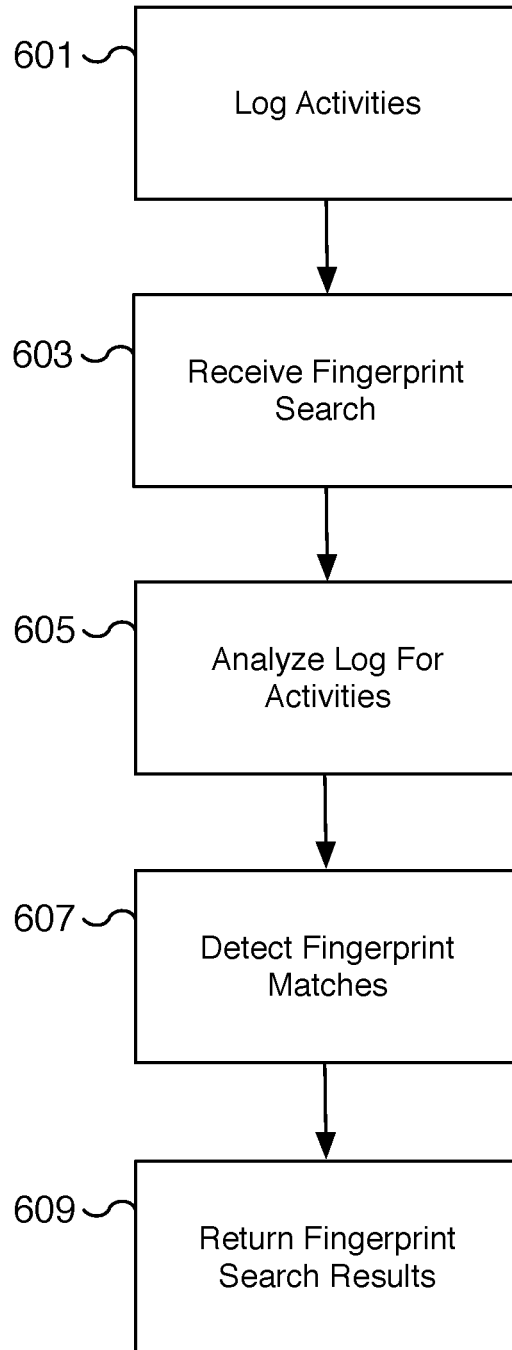 601
Log Activities
603
Receive Fingerprint
Search
605
Analyze Log For
Activities
607
Detect Fingerprint
Matches
609
Return Fingerprint
Search Results